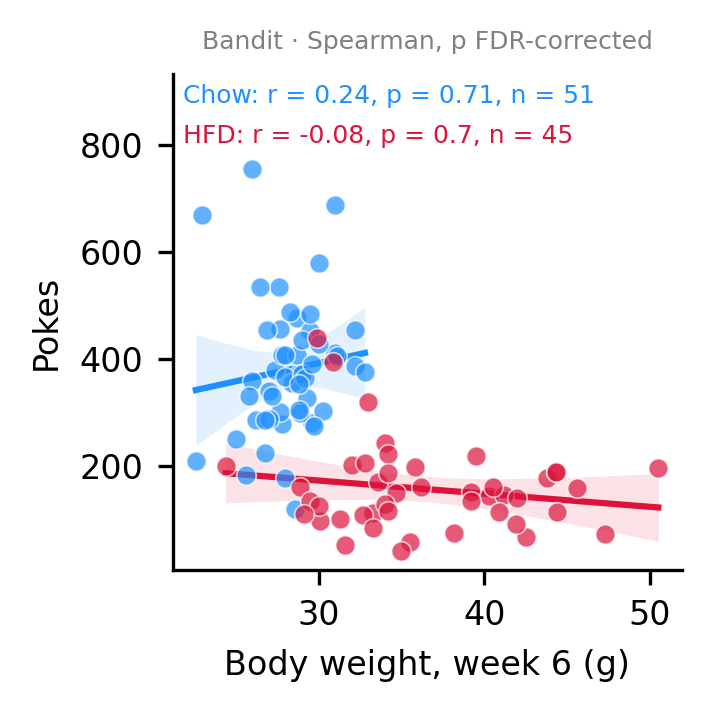 Bandit · Spearman, p FDR-corrected
Chow: r = 0.24, p = 0.71, n = 51
HFD: r = -0.08, p = 0.7, n = 45
800
600
400
200
Pokes
30 40 50
Body weight, week 6 (g)